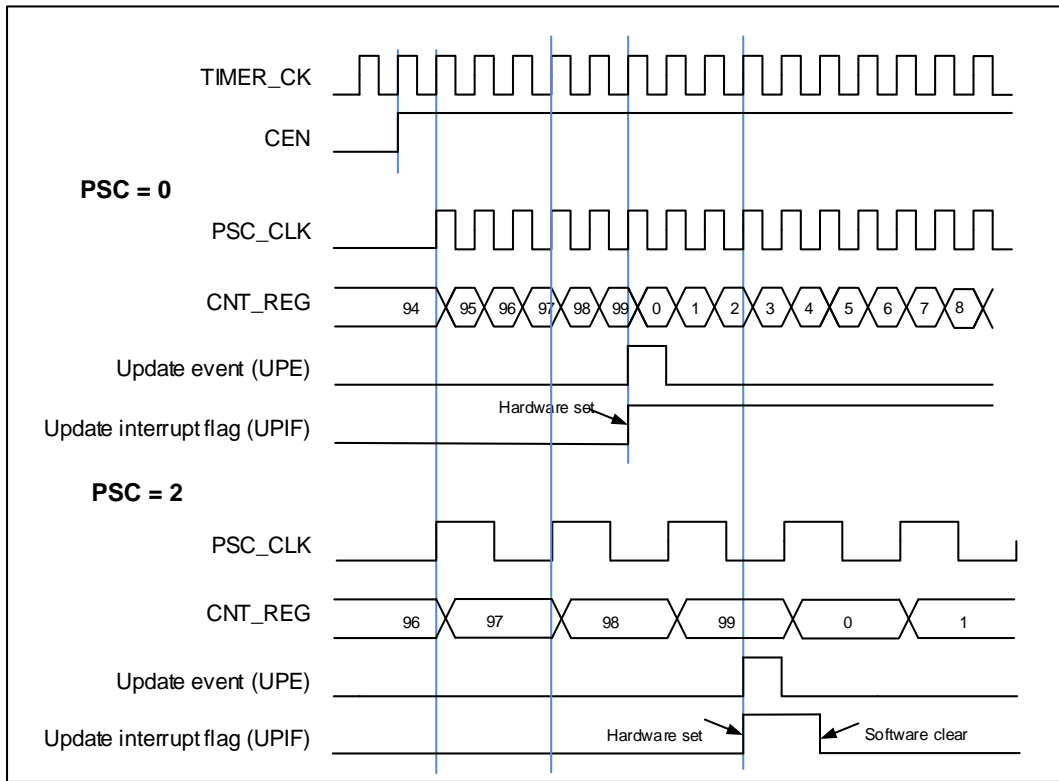 TIMER_CK
CEN
PSC = 0
PSC_CLK
CNT_REG 94 95 96 97 98 99 0 1 2 3 4 5 6 7 8
Update event (UPE)
Hardware set
Update interrupt flag (UPIF)
PSC = 2
PSC_CLK
CNT_REG 96 97 98 99 0 1
Update event (UPE)
Update interrupt flag (UPIF) Hardware set Software clear